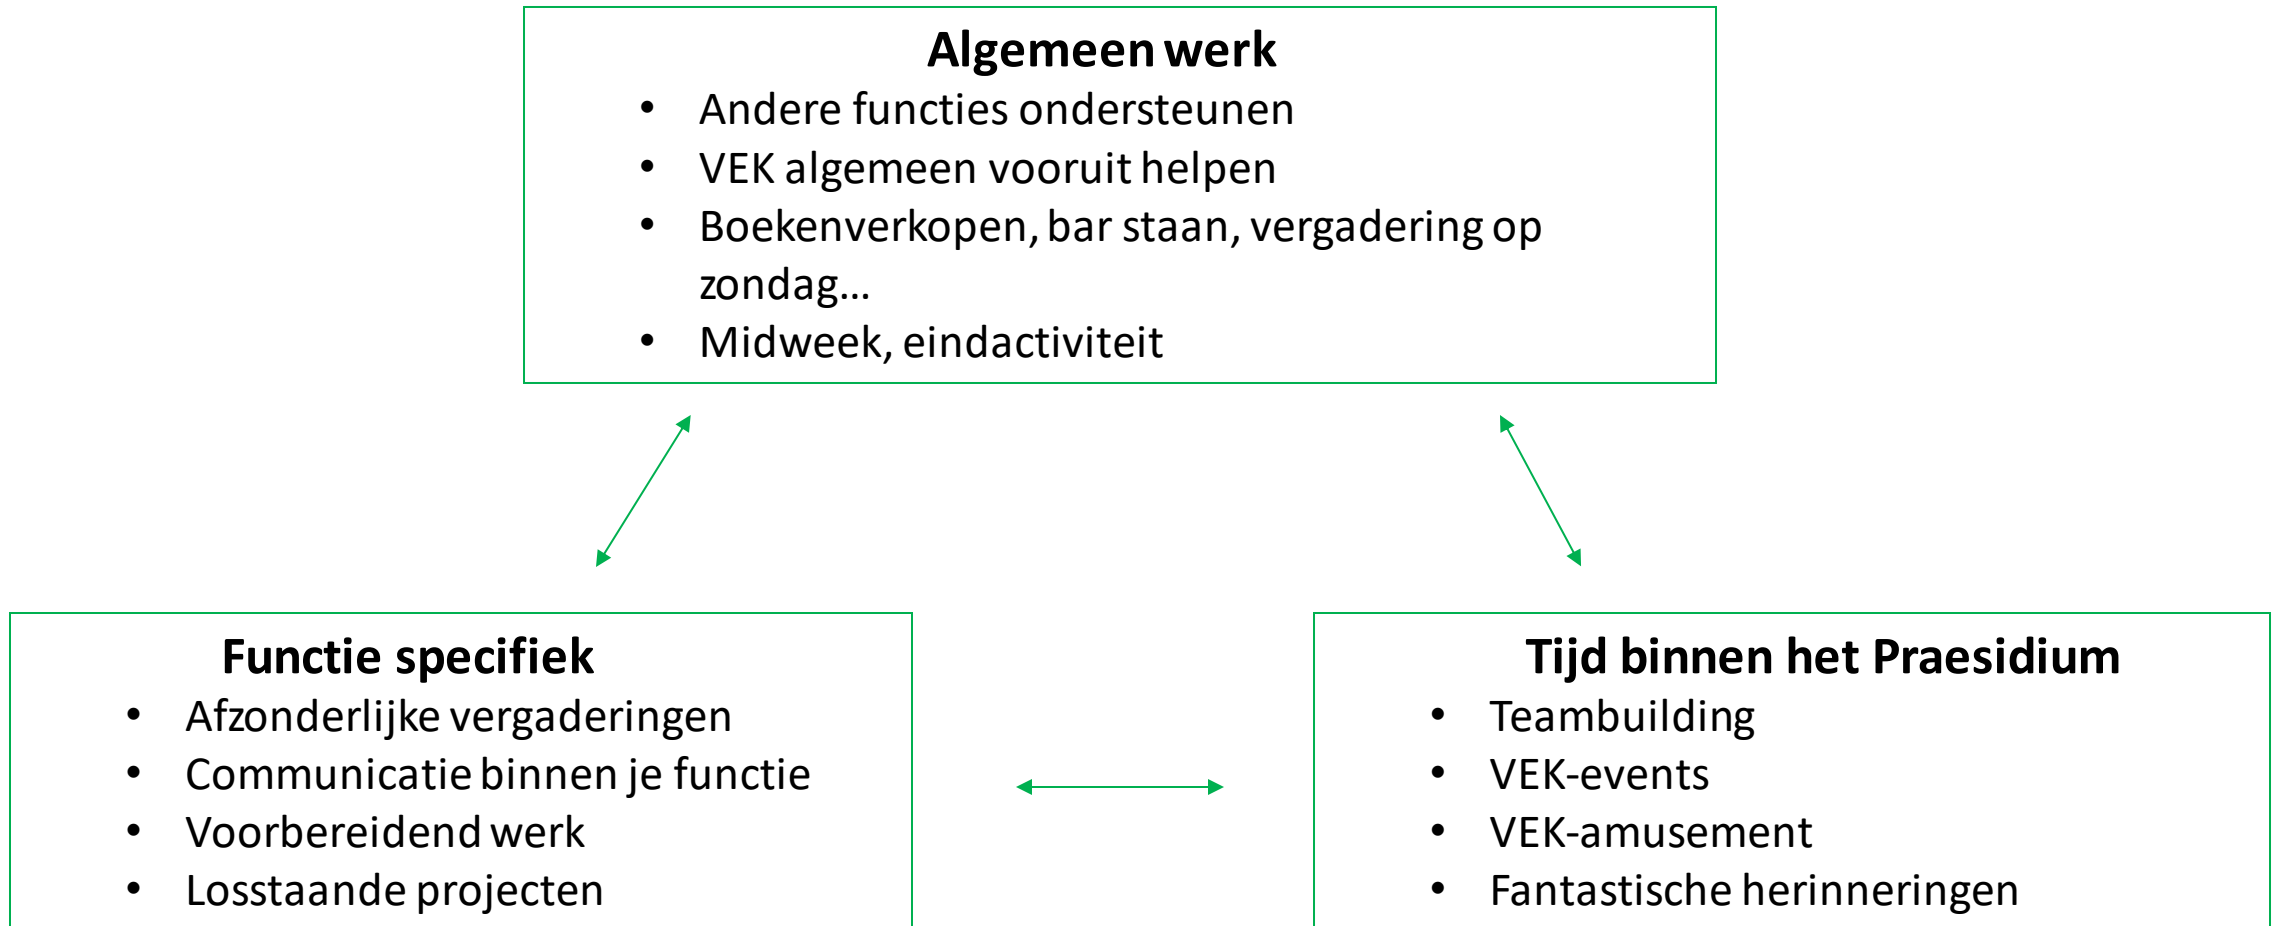 Algemeen werk
• Andere functies ondersteunen
• VEK algemeen vooruit helpen
• Boekenverkopen, bar staan, vergadering op
zondag…
• Midweek, eindactiviteit
Functie specifiek
• Afzonderlijke vergaderingen
• Communicatie binnen je functie
• Voorbereidend werk
• Losstaande projecten
Tijd binnen het Praesidium
• Teambuilding
• VEK-events
• VEK-amusement
• Fantastische herinneringen